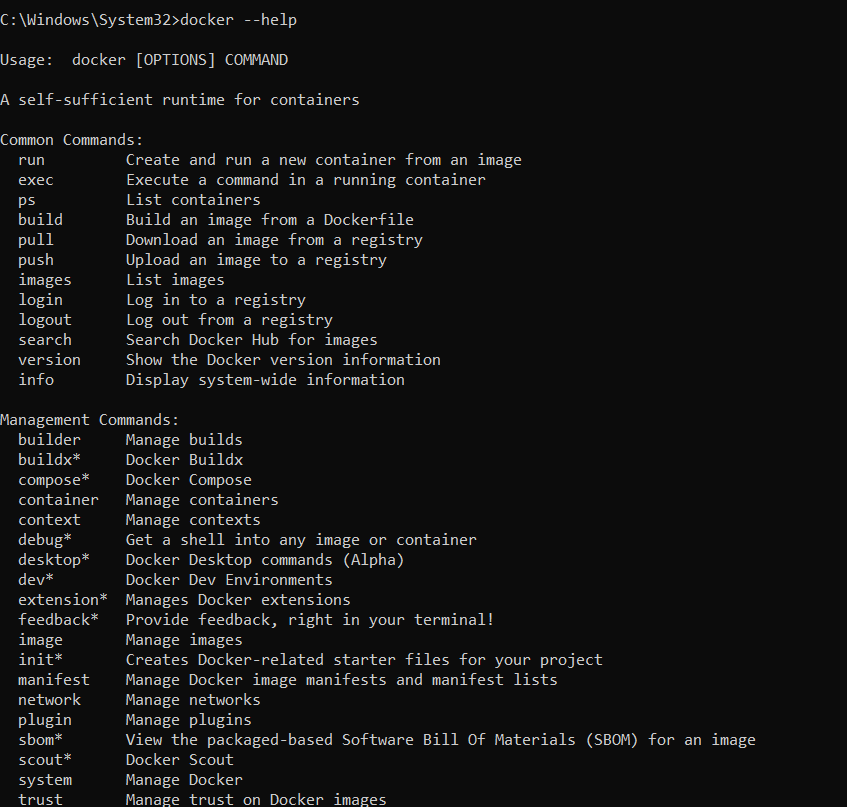 C:\Windows\System32>docker --help
Usage:  docker [OPTIONS] COMMAND
A self-sufficient runtime for containers
Common Commands:
  run         Create and run a new container from an image
  exec        Execute a command in a running container
  ps          List containers
  build       Build an image from a Dockerfile
  pull        Download an image from a registry
  push        Upload an image to a registry
  images      List images
  login       Log in to a registry
  logout      Log out from a registry
  search      Search Docker Hub for images
  version     Show the Docker version information
  info        Display system-wide information
Management Commands:
  builder     Manage builds
  buildx*     Docker Buildx
  compose*    Docker Compose
  container   Manage containers
  context     Manage contexts
  debug*      Get a shell into any image or container
  desktop*    Docker Desktop commands (Alpha)
  dev*        Docker Dev Environments
  extension*  Manages Docker extensions
  feedback*   Provide feedback, right in your terminal!
  image       Manage images
  init*       Creates Docker-related starter files for your project
  manifest    Manage Docker image manifests and manifest lists
  network     Manage networks
  plugin      Manage plugins
  sbom*       View the packaged-based Software Bill Of Materials (SBOM) for an image
  scout*      Docker Scout
  system      Manage Docker
  trust       Manage trust on Docker images